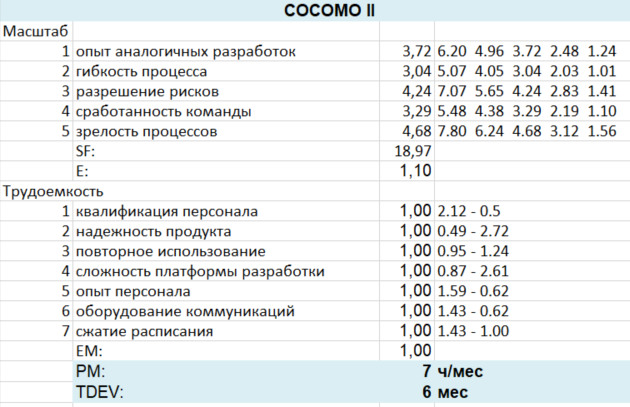 COCOMO II
Масштаб
1 опыт аналогичных разработок 3,72 6.20 4.96 3.72 2.48 1.24
2 гибкость процесса 3,04 5.07 4.05 3.04 2.03 1.01
3 разрешение рисков 4,24 7.07 5.65 4.24 2.83 1.41
4 сработанность команды 3,29 5.48 4.38 3.29 2.19 1.10
5 зрелость процессов 4,68 7.80 6.24 4.68 3.12 1.56
SF: 18,97
E: 1,10
Трудоемкость
1 квалификация персонала 1,00 2.12 - 0.5
2 надежность продукта 1,00 0.49 - 2.72
3 повторное использование 1,00 0.95 - 1.24
4 сложность платформы разработки 1,00 0.87 - 2.61
5 опыт персонала 1,00 1.59 - 0.62
6 оборудование коммуникаций 1,00 1.43 - 0.62
7 сжатие расписания 1,00 1.43 - 1.00
EM: 1,00
PM: 7 ч/мес
TDEV: 6 мес